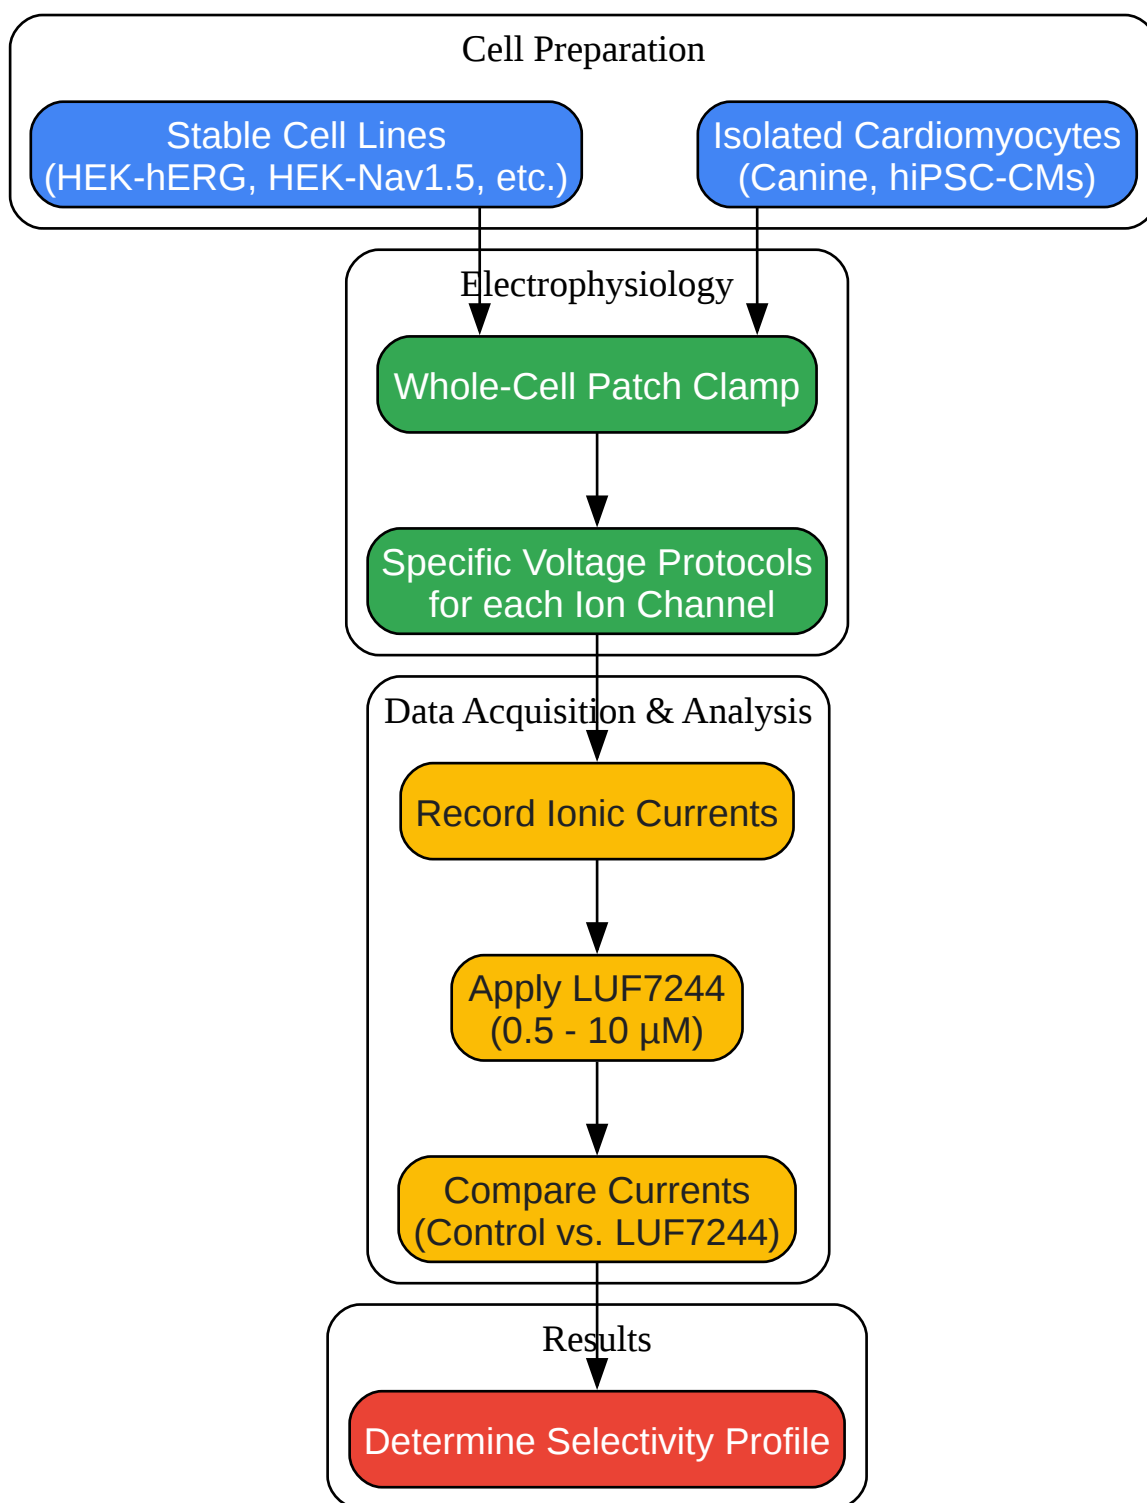 Cell Preparation
Stable Cell Lines
(HEK-hERG, HEK-Nav1.5, etc.)
Isolated Cardiomyocytes
(Canine, hiPSC-CMs)
Electrophysiology
Whole-Cell Patch Clamp
Specific Voltage Protocols
for each Ion Channel
Data Acquisition & Analysis
Record Ionic Currents
Apply LUF7244
(0.5 - 10 µM)
Compare Currents
(Control vs. LUF7244)
Results
Determine Selectivity Profile